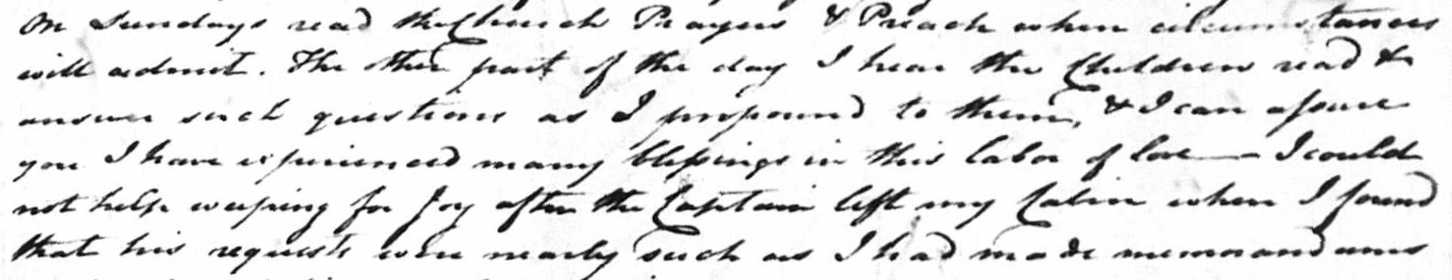 On Sundays read the Church Prayers & Preach when circumstances
will admit. The other part of the day I hear the Children read &
answer such questions as I propound to them, & I can assure
you I have experienced many blessings in this labor of love — I could
not help weeping for Joy after the Captain left my Cabin when I found
that his requests were nearly such as I had made memorandums